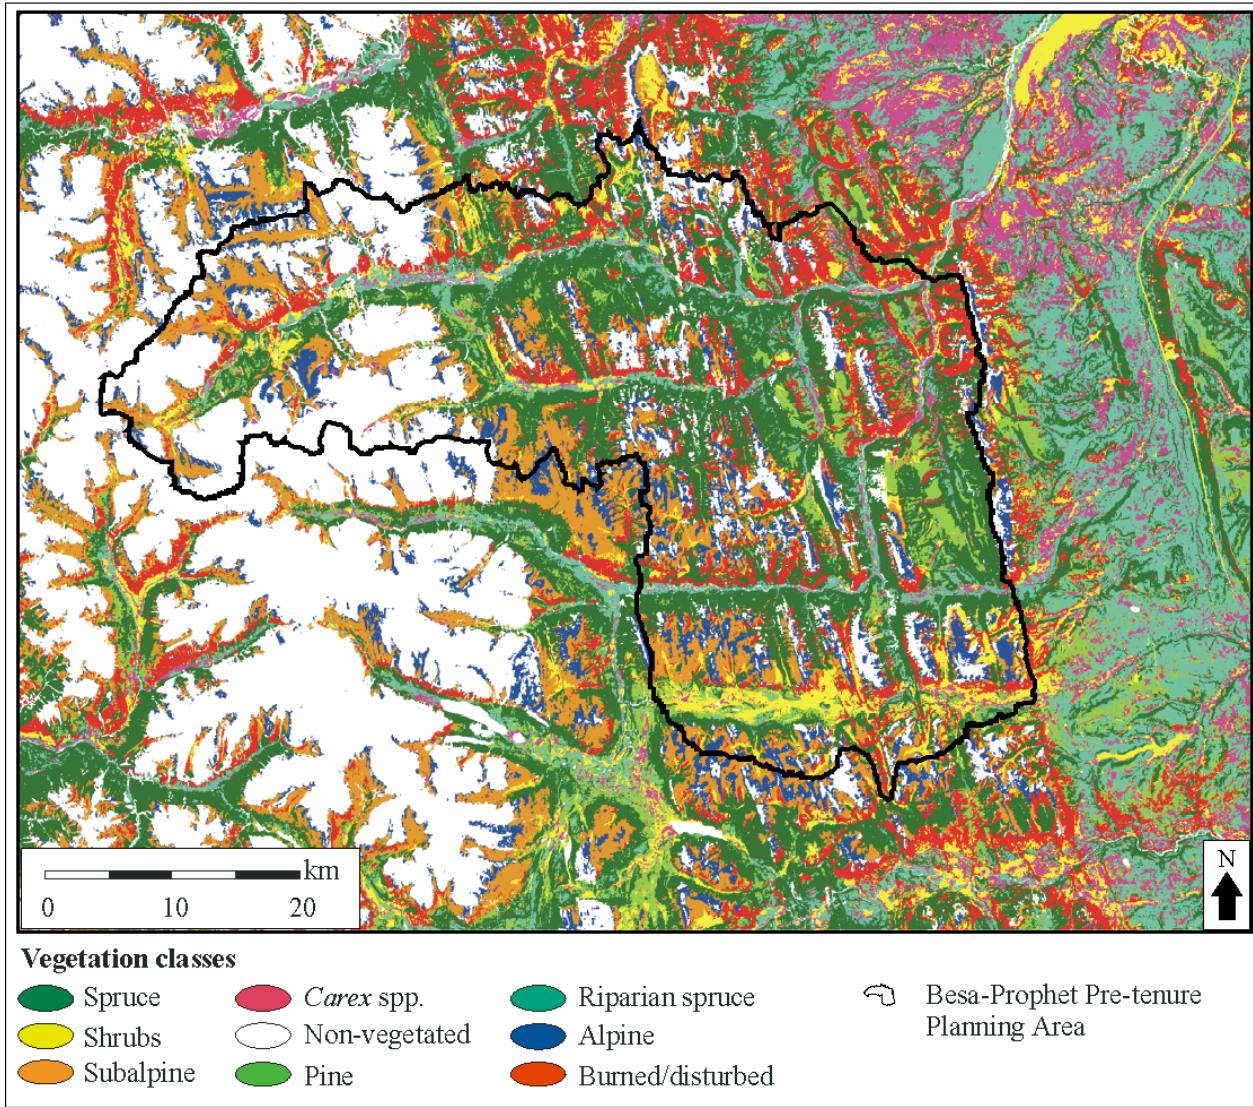 N
km
0 10 20
Vegetation classes
Spruce
Carex spp.
Riparian spruce
Besa-Prophet Pre-tenure
Planning Area
Shrubs
Non-vegetated
Alpine
Subalpine
Pine
Burned/disturbed